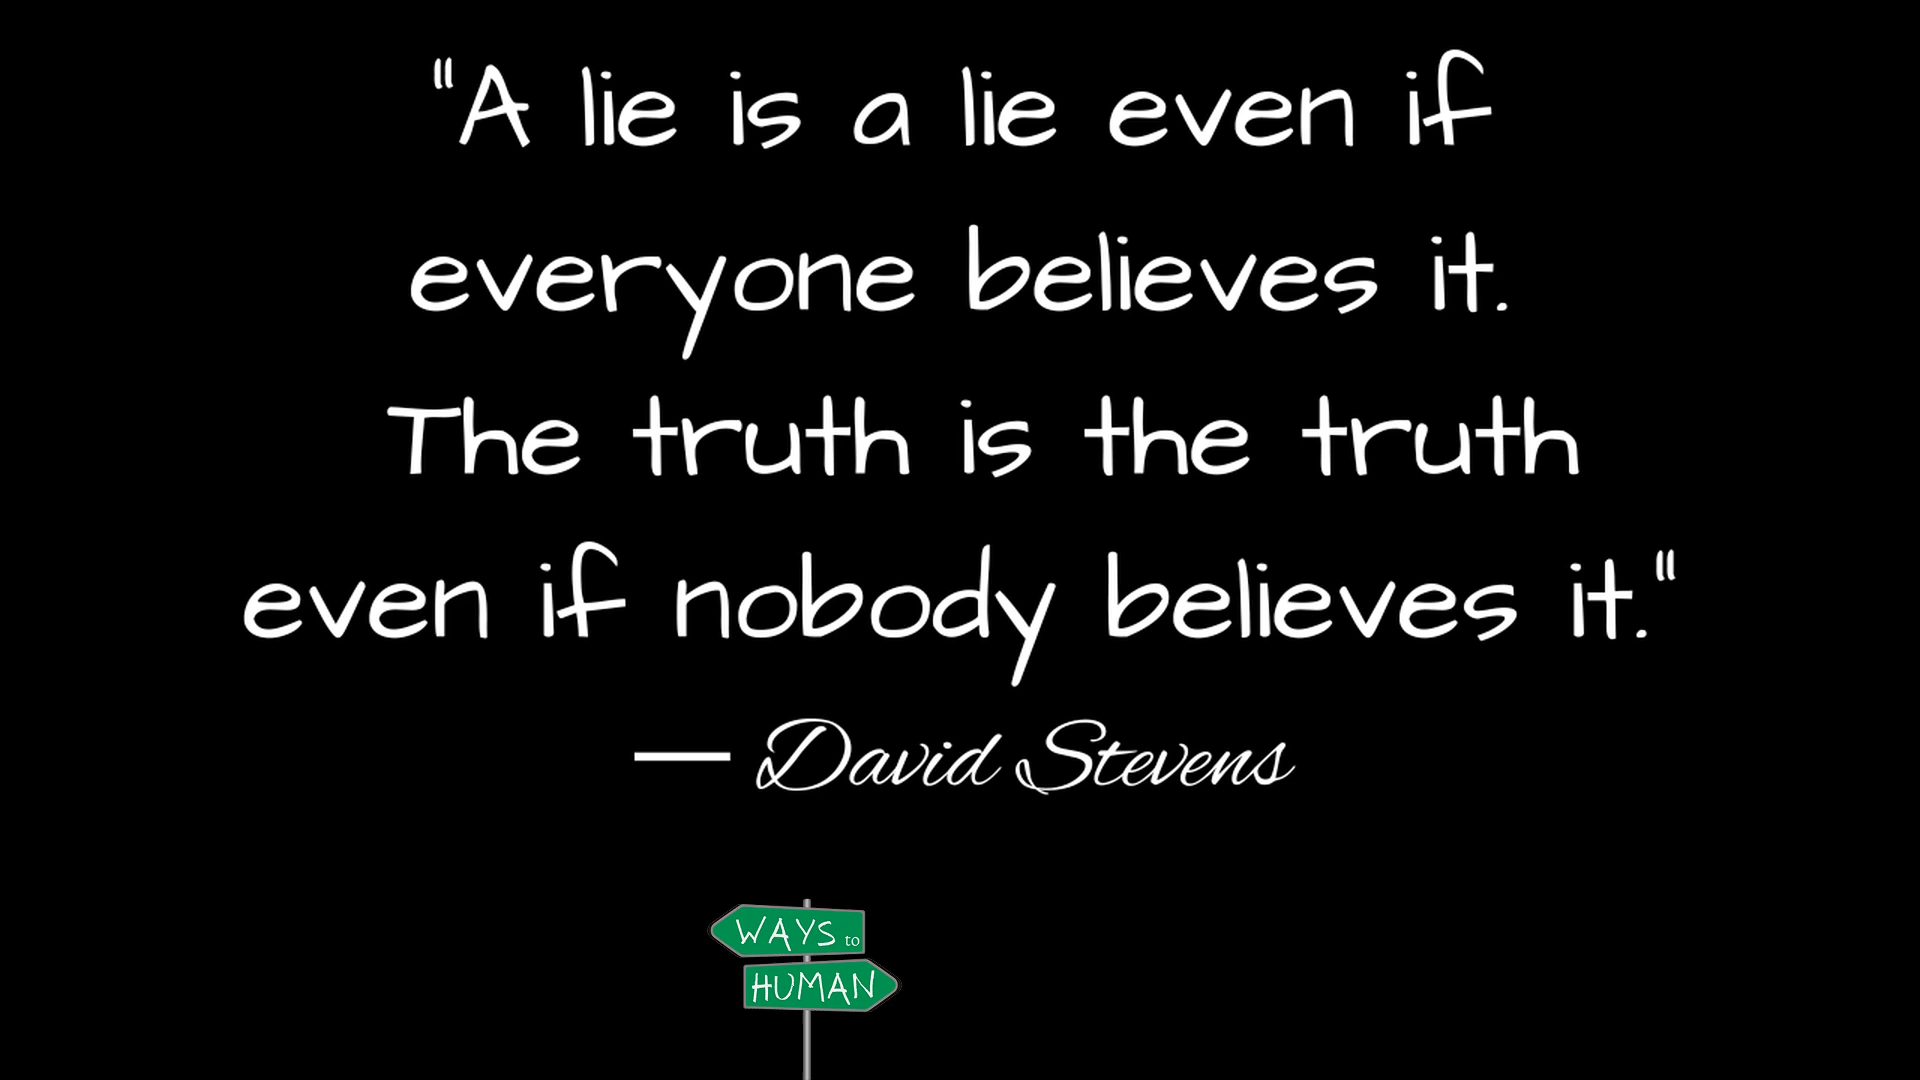 "A lie is a lie even if
everyone believes it.
The truth is the truth
even if nobody believes it."
— David Stevens
WAYS to
HUMAN